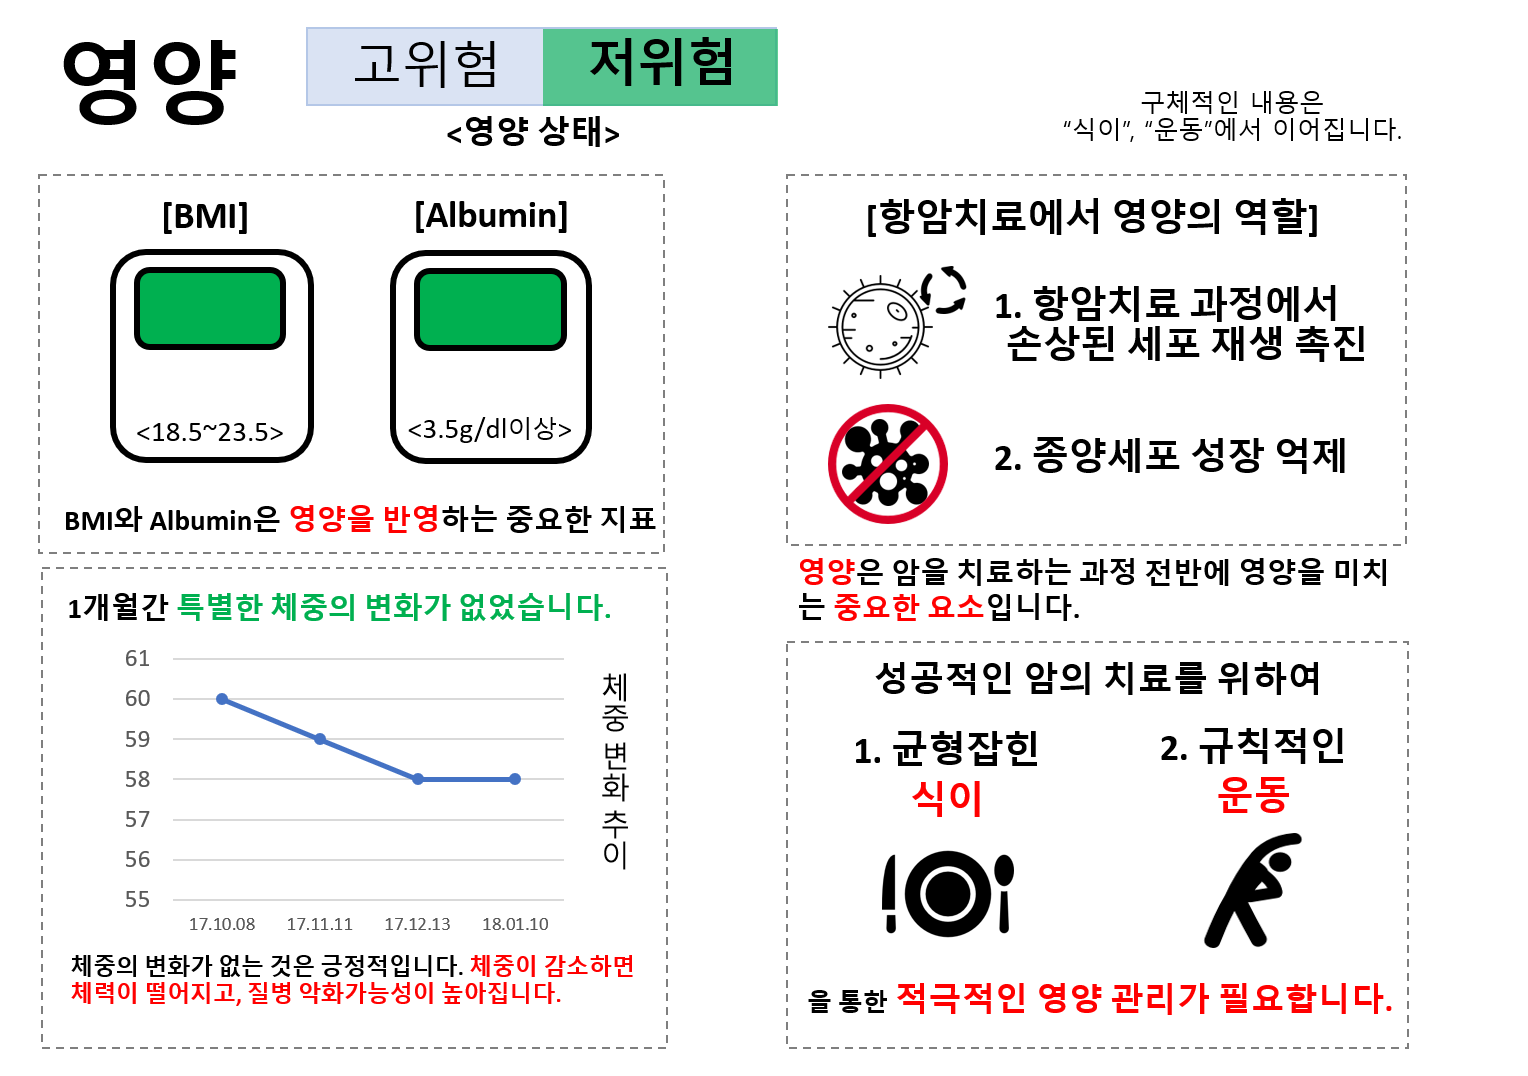 영양
고위험
저위험
<영양 상태>
구체적인 내용은
“식이”, “운동”에서 이어집니다.
[BMI]
[Albumin]
<18.5~23.5>
<3.5g/dl이상>
BMI와 Albumin은 영양을 반영하는 중요한 지표
1개월간 특별한 체중의 변화가 없었습니다.
61
60
59
58
57
56
55
17.10.08
17.11.11
17.12.13
18.01.10
체중 변화 추이
체중의 변화가 없는 것은 긍정적입니다. 체중이 감소하면
체력이 떨어지고, 질병 악화가능성이 높아집니다.
[항암치료에서 영양의 역할]
1. 항암치료 과정에서
손상된 세포 재생 촉진
2. 종양세포 성장 억제
영양은 암을 치료하는 과정 전반에 영양을 미치
는 중요한 요소입니다.
성공적인 암의 치료를 위하여
1. 균형잡힌
식이
2. 규칙적인
운동
을 통한 적극적인 영양 관리가 필요합니다.